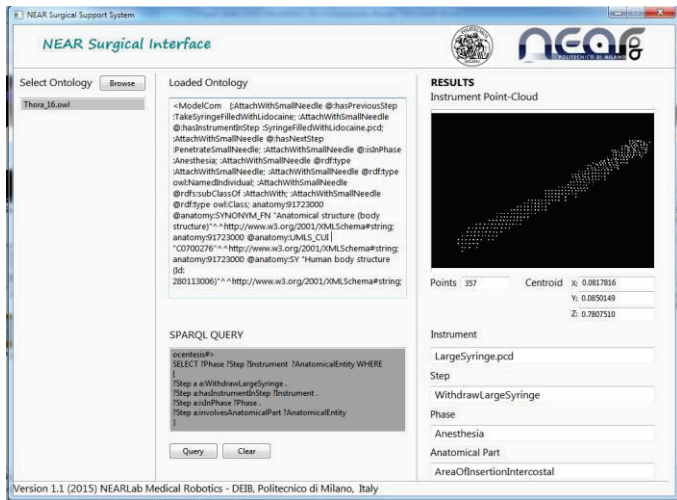 NEAR Surgical Support System
NEAR Surgical Interface
POLITECNICO DI MILANO
near
POLITECNICO DI MILANO
Select Ontology
Browse
Thora_16.owl
Loaded Ontology
<ModelCom {:AttachWithSmallNeedle @:hasPreviousStep
:TakeSyringeFilledWithLidocaine; :AttachWithSmallNeedle
@:hasInstrumentInStep :SyringeFilledWithLidocaine.pcd;
:AttachWithSmallNeedle @:hasNextStep
:PenetrateSmallNeedle; :AttachWithSmallNeedle @:isInPhase
:Anesthesia; :AttachWithSmallNeedle @rdf:type
:AttachWithSmallNeedle; :AttachWithSmallNeedle @rdf:type
owl:NamedIndividual; :AttachWithSmallNeedle
@rdfs:subClassOf :AttachWith; :AttachWithSmallNeedle
@rdf:type owl:Class; anatomy:91723000
@anatomy:SYNONYM_FN "Anatomical structure (body
structure)"^^http://www.w3.org/2001/XMLSchema#string;
anatomy:91723000 @anatomy:UMLS_CUI
"C0700276"^^http://www.w3.org/2001/XMLSchema#string;
anatomy:91723000 @anatomy:SY "Human body structure
(Id:
280113006)"^^http://www.w3.org/2001/XMLSchema#string;
SPARQL QUERY
ocentesis#>
SELECT ?Phase ?Step ?Instrument ?AnatomicalEntity WHERE
{
?Step a a:WithdrawLargeSyringe .
?Step a:hasInstrumentInStep ?Instrument .
?Step a:isInPhase ?Phase .
?Step a:involvesAnatomicalPart ?AnatomicalEntity
}
Query
Clear
RESULTS
Instrument Point-Cloud
Points 357
Centroid X: 0.0817816
Y: 0.0850149
Z: 0.7807510
Instrument
LargeSyringe.pcd
Step
WithdrawLargeSyringe
Phase
Anesthesia
Anatomical Part
AreaOfInsertionIntercostal
Version 1.1 (2015) NEARLab Medical Robotics - DEIB, Politecnico di Milano, Italy